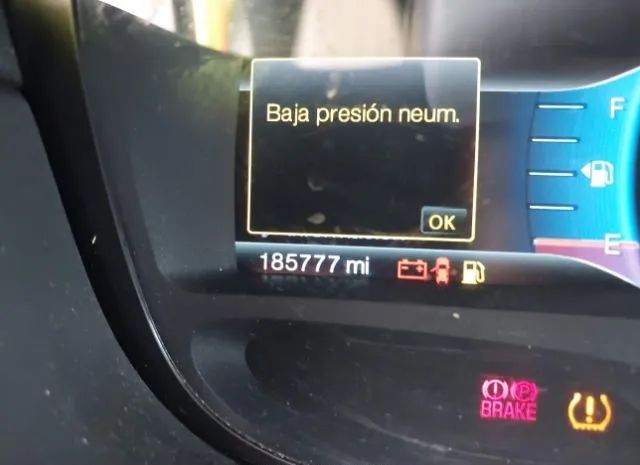 Baja presión neum.
F
OK
E
185777 mi
BRAKE